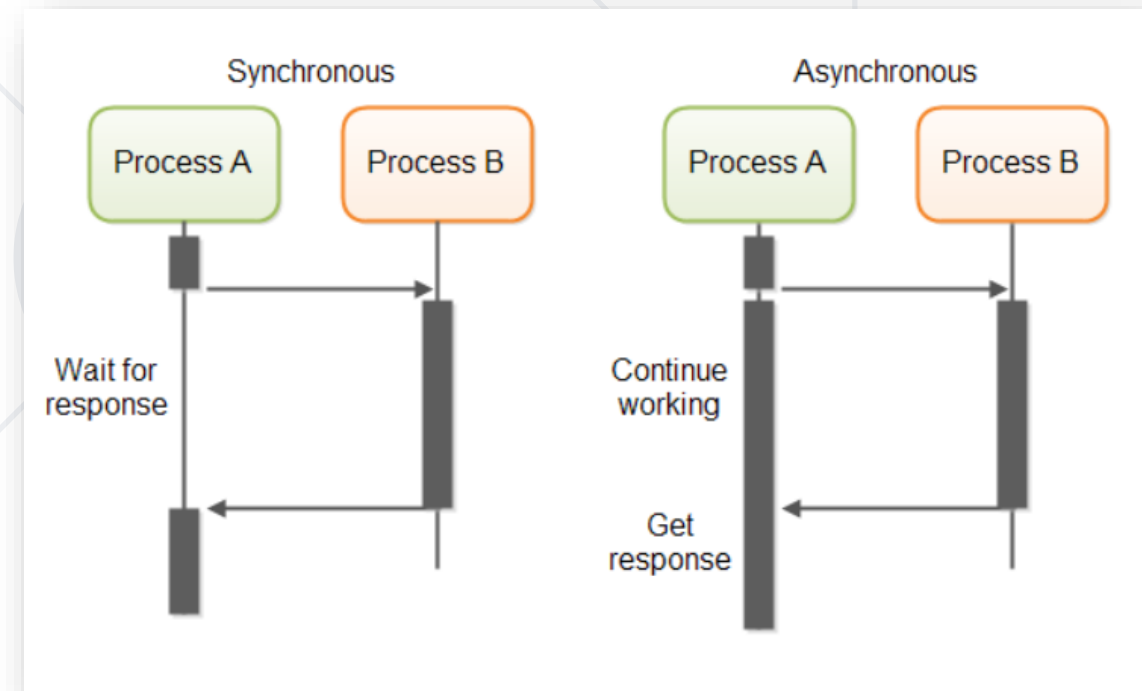 Synchronous
Process A
Process B
Wait for
response
Asynchronous
Process A
Process B
Continue
working
Get
response